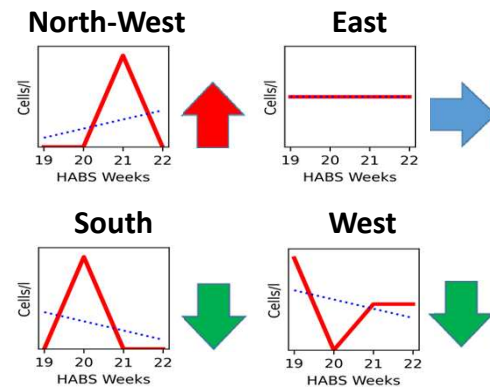 North-West
Cells/l
19 20 21 22
HABS Weeks
East
Cells/l
19 20 21 22
HABS Weeks
South
Cells/l
19 20 21 22
HABS Weeks
West
Cells/l
19 20 21 22
HABS Weeks